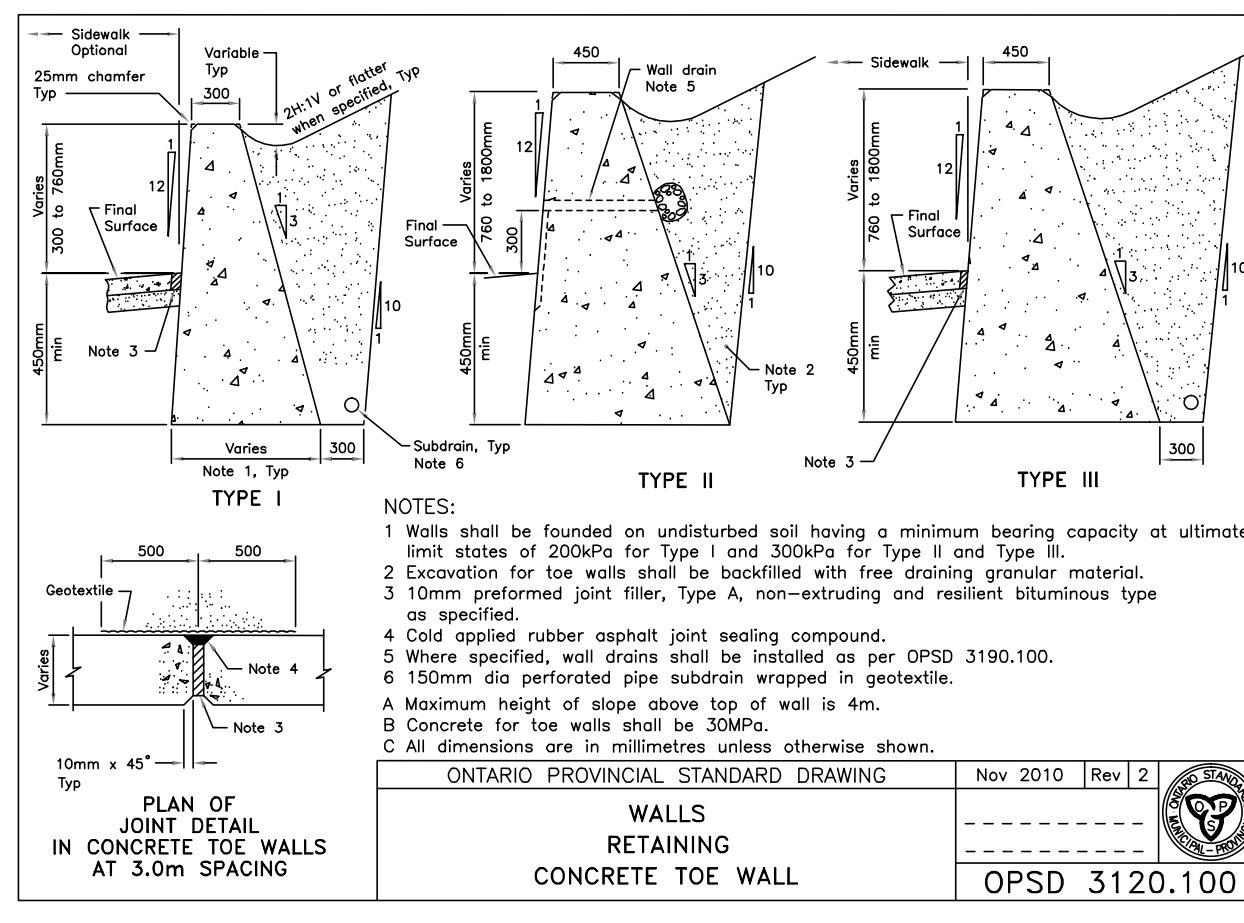 Sidewalk
Optional
Variable
Typ
25mm chamfer
Typ
300
2H:1V or flatter
when specified, Typ
Varies
300 to 760mm
1
12
1
3
Final
Surface
10
1
450mm
min
Note 3
Varies
300
Note 1, Typ
Subdrain, Typ
Note 6
TYPE I
450
Wall drain
Note 5
1
12
Varies
760 to 1800mm
300
Final
Surface
1
3
10
1
450mm
min
Note 2
Typ
TYPE II
Sidewalk
450
1
12
Varies
760 to 1800mm
Final
Surface
1
3
10
1
450mm
min
Note 3
300
TYPE III
500
500
Geotextile
Varies
Note 4
Note 3
10mm x 45°
Typ
PLAN OF
JOINT DETAIL
IN CONCRETE TOE WALLS
AT 3.0m SPACING
NOTES:
1 Walls shall be founded on undisturbed soil having a minimum bearing capacity at ultimate
limit states of 200kPa for Type I and 300kPa for Type II and Type III.
2 Excavation for toe walls shall be backfilled with free draining granular material.
3 10mm preformed joint filler, Type A, non-extruding and resilient bituminous type
as specified.
4 Cold applied rubber asphalt joint sealing compound.
5 Where specified, wall drains shall be installed as per OPSD 3190.100.
6 150mm dia perforated pipe subdrain wrapped in geotextile.
A Maximum height of slope above top of wall is 4m.
B Concrete for toe walls shall be 30MPa.
C All dimensions are in millimetres unless otherwise shown.
ONTARIO PROVINCIAL STANDARD DRAWING
Nov 2010
Rev 2
WALLS
RETAINING
CONCRETE TOE WALL
O P
S
OPSD 3120.100